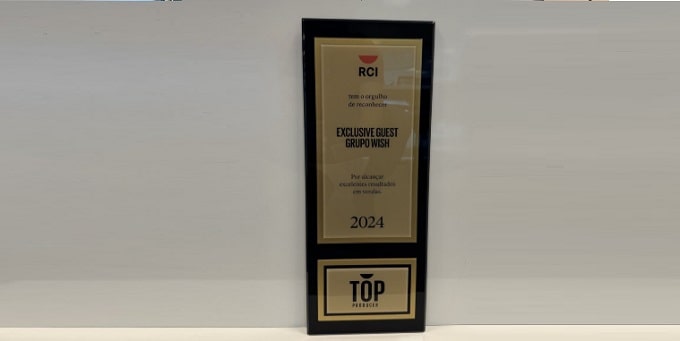 RCI
tem o orgulho
de reconhecer
EXCLUSIVE GUEST
GRUPO WISH
Por alcançar
excelentes resultados
em vendas.
2024
TOP
PRODUCER